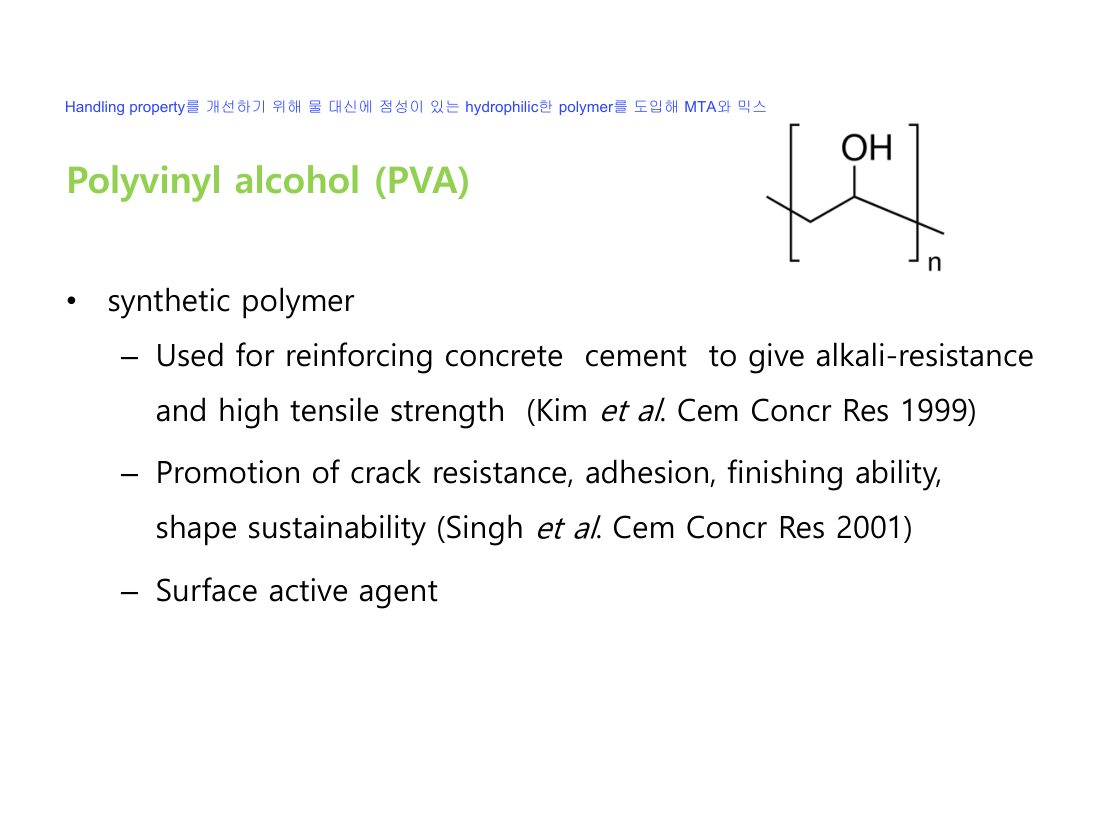 Handling property를 개선하기 위해 물 대신에 점성이 있는 hydrophilic한 polymer를 도입해 MTA와 믹스
OH
n
Polyvinyl alcohol (PVA)
• synthetic polymer
– Used for reinforcing concrete cement to give alkali-resistance
and high tensile strength (Kim et al. Cem Concr Res 1999)
– Promotion of crack resistance, adhesion, finishing ability,
shape sustainability (Singh et al. Cem Concr Res 2001)
– Surface active agent